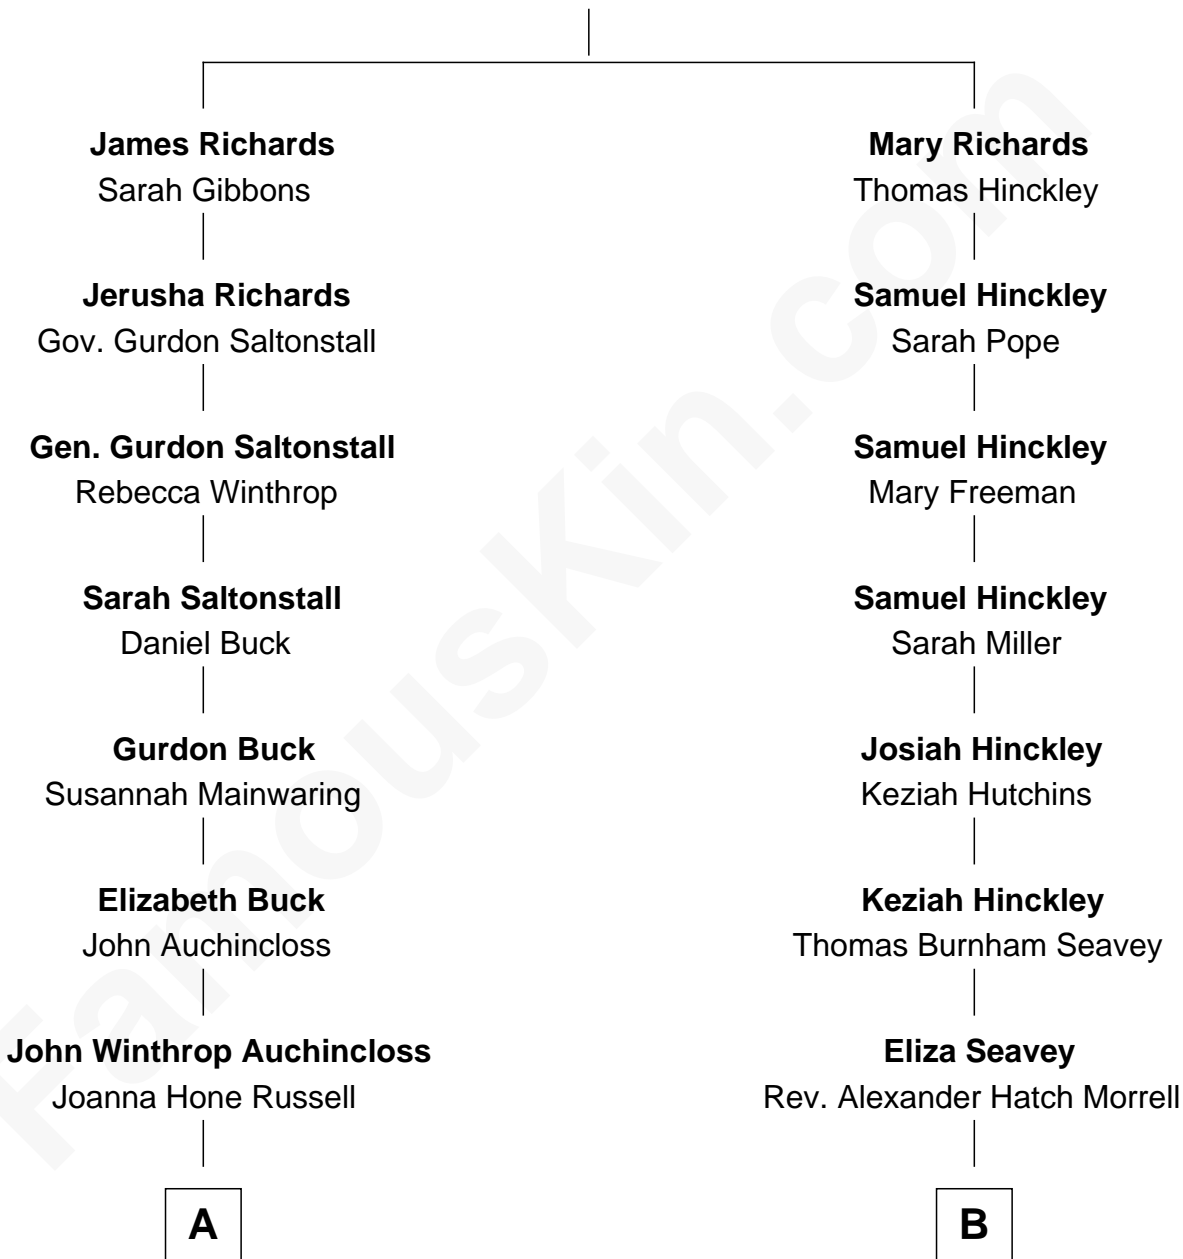 James Richards
Sarah Gibbons
Jerusha Richards
Gov. Gurdon Saltonstall
Gen. Gurdon Saltonstall
Rebecca Winthrop
Sarah Saltonstall
Daniel Buck
Gurdon Buck
Susannah Mainwaring
Elizabeth Buck
John Auchincloss
John Winthrop Auchincloss
Joanna Hone Russell
A
Mary Richards
Thomas Hinckley
Samuel Hinckley
Sarah Pope
Samuel Hinckley
Mary Freeman
Samuel Hinckley
Sarah Miller
Josiah Hinckley
Keziah Hutchins
Keziah Hinckley
Thomas Burnham Seavey
Eliza Seavey
Rev. Alexander Hatch Morrell
B
FamousKin.com